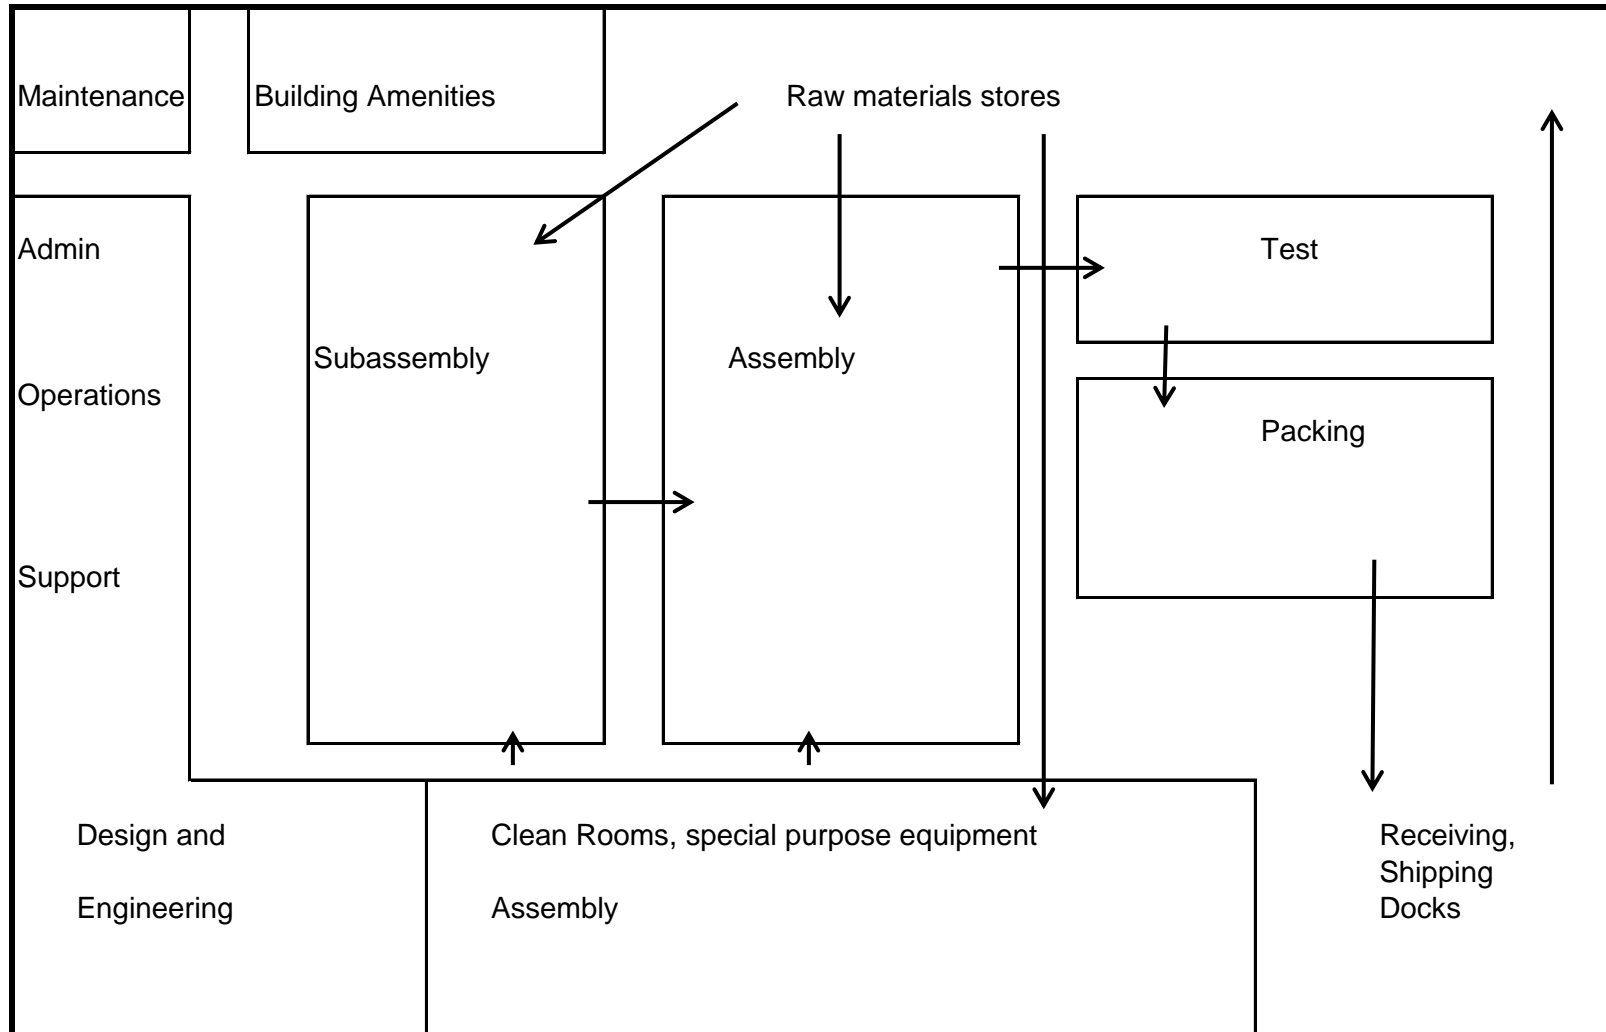 Maintenance
Building Amenities
Raw materials stores
Admin
Test
Subassembly
Assembly
Operations
Packing
Support
Design and
Engineering
Clean Rooms, special purpose equipment
Assembly
Receiving,
Shipping
Docks